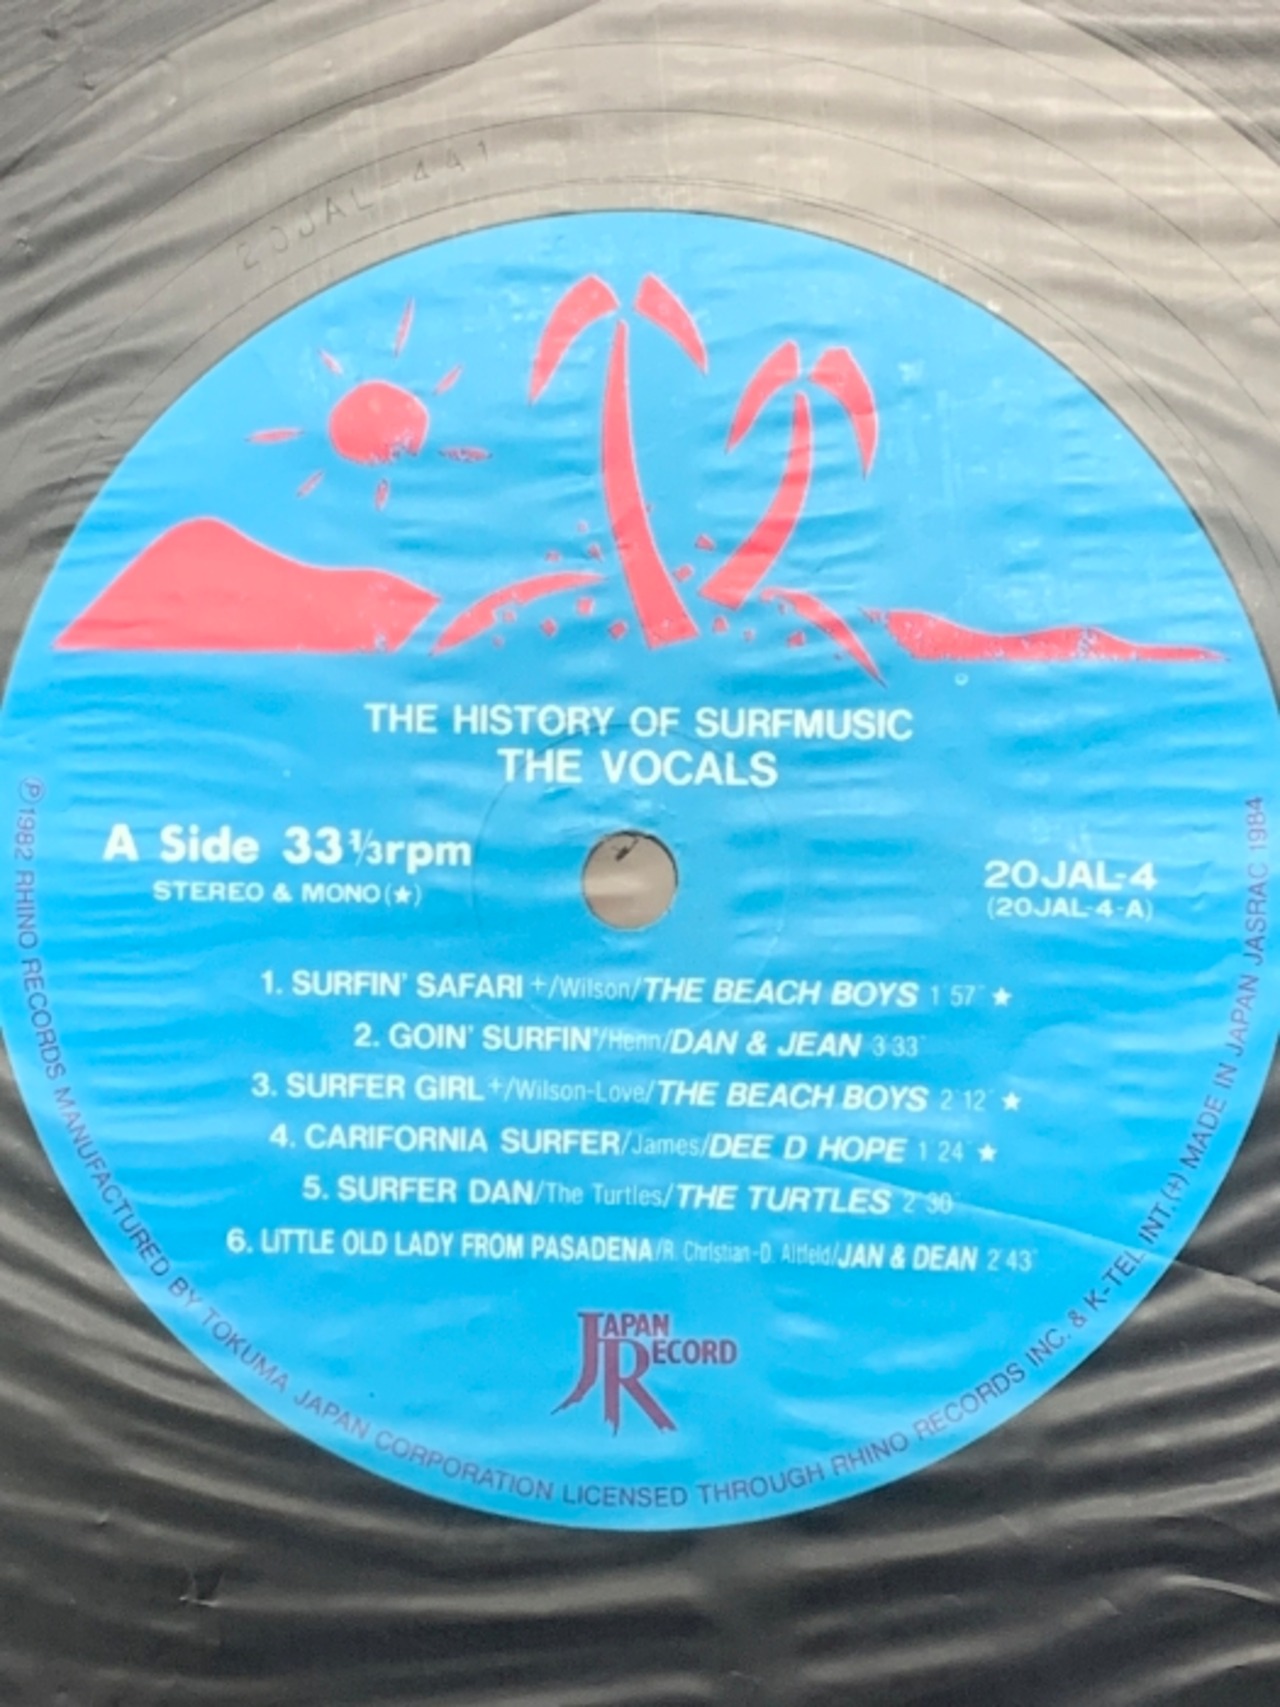 20JAL-441
THE HISTORY OF SURFMUSIC
THE VOCALS
A Side 33⅓rpm
STEREO & MONO(★)
20JAL-4
(20JAL-4-A)
1. SURFIN' SAFARI +/Wilson/THE BEACH BOYS 1'57" ★
2. GOIN' SURFIN'/Henn/DAN & JEAN 3'33"
3. SURFER GIRL +/Wilson-Love/THE BEACH BOYS 2'12" ★
4. CARIFORNIA SURFER/James/DEE D HOPE 1'24" ★
5. SURFER DAN/The Turtles/THE TURTLES 2'30"
6. LITTLE OLD LADY FROM PASADENA/R. Christian-D. Altfeld/JAN & DEAN 2'43"
JAPAN
RECORD
℗1982 RHINO RECORDS MANUFACTURED BY TOKUMA JAPAN CORPORATION LICENSED THROUGH RHINO RECORDS INC. & K-TEL INT.(+) MADE IN JAPAN JASRAC 1984